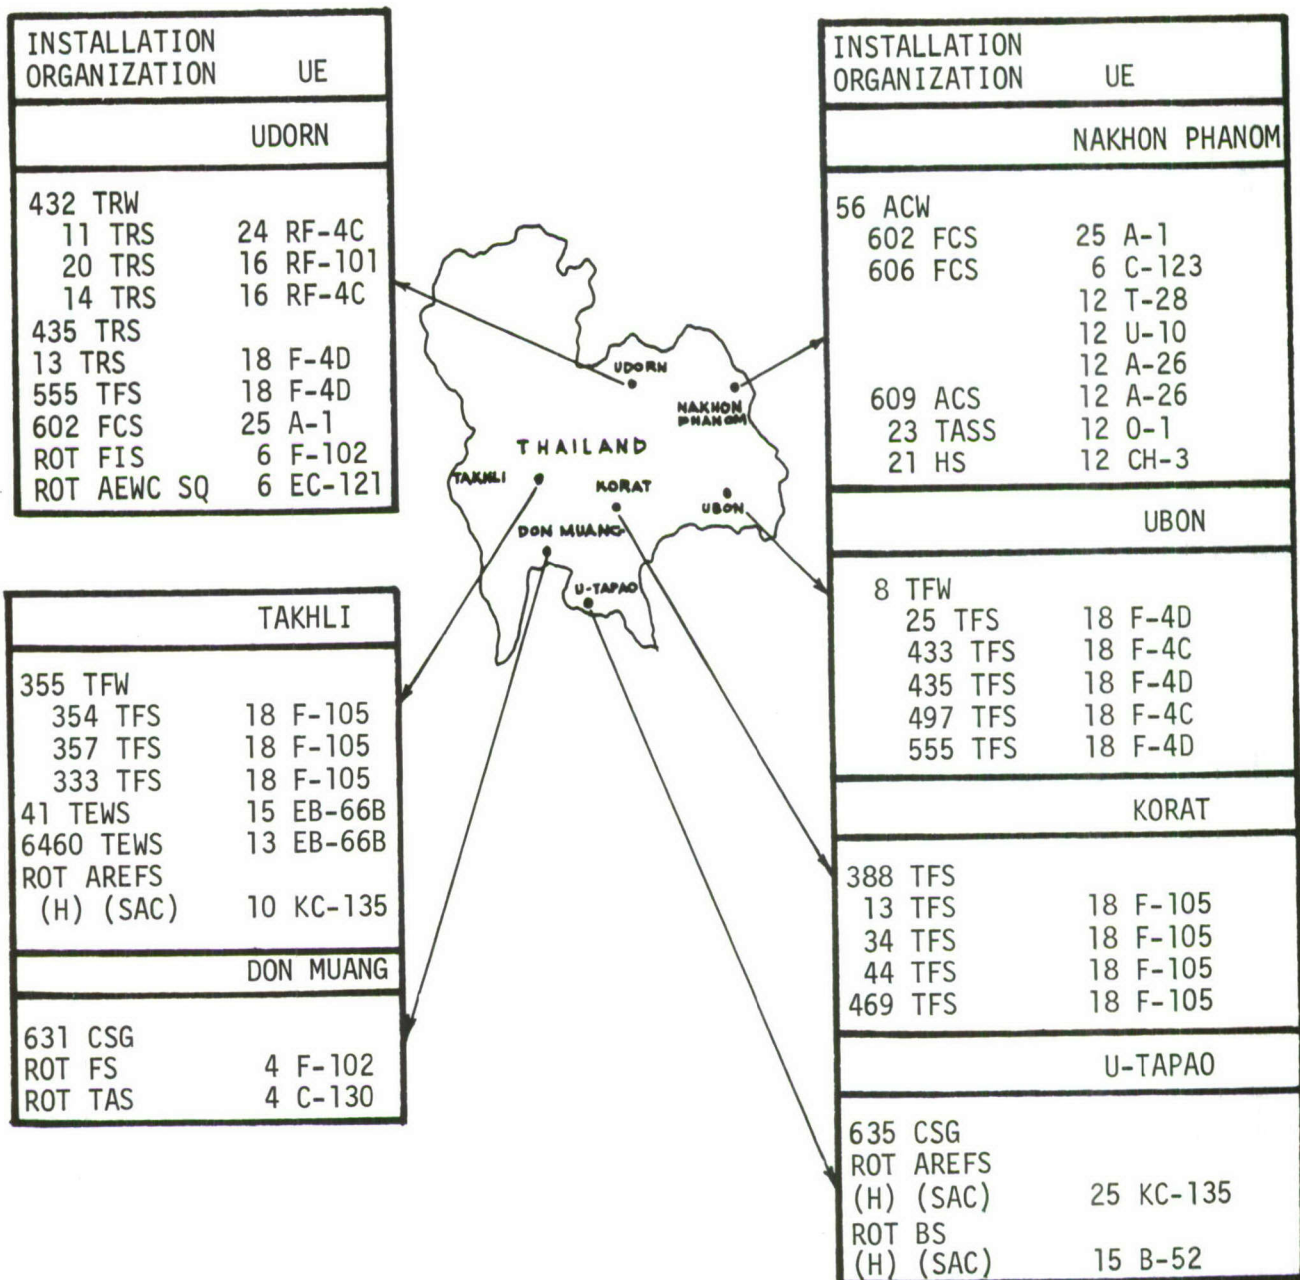 INSTALLATION
ORGANIZATION UE
UDORN
432 TRW
11 TRS 24 RF-4C
20 TRS 16 RF-101
14 TRS 16 RF-4C
435 TRS
13 TRS 18 F-4D
555 TFS 18 F-4D
602 FCS 25 A-1
ROT FIS 6 F-102
ROT AEWC SQ 6 EC-121
TAKHLI
355 TFW
354 TFS 18 F-105
357 TFS 18 F-105
333 TFS 18 F-105
41 TEWS 15 EB-66B
6460 TEWS 13 EB-66B
ROT AREFS
(H) (SAC) 10 KC-135
DON MUANG
631 CSG
ROT FS 4 F-102
ROT TAS 4 C-130
UDORN
NAKHON
PHANOM
THAILAND
TAKHLI
KORAT
UBON
DON MUANG
U-TAPAO
INSTALLATION
ORGANIZATION UE
NAKHON PHANOM
56 ACW
602 FCS 25 A-1
606 FCS 6 C-123
12 T-28
12 U-10
12 A-26
609 ACS 12 A-26
23 TASS 12 O-1
21 HS 12 CH-3
UBON
8 TFW
25 TFS 18 F-4D
433 TFS 18 F-4C
435 TFS 18 F-4D
497 TFS 18 F-4C
555 TFS 18 F-4D
KORAT
388 TFS
13 TFS 18 F-105
34 TFS 18 F-105
44 TFS 18 F-105
469 TFS 18 F-105
U-TAPAO
635 CSG
ROT AREFS
(H) (SAC) 25 KC-135
ROT BS
(H) (SAC) 15 B-52